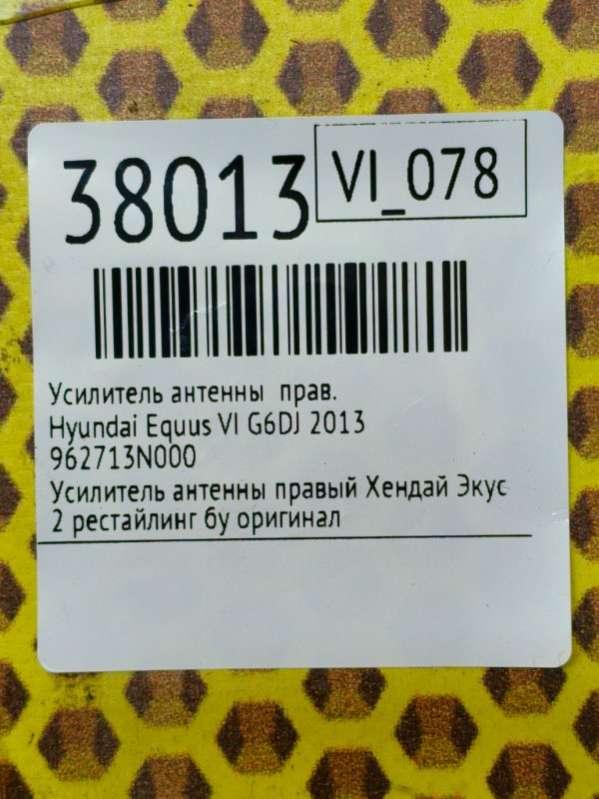 38013
VI_078
Усилитель антенны прав.
Hyundai Equus VI G6DJ 2013
962713N000
Усилитель антенны правый Хендай Экус
2 рестайлинг бу оригинал